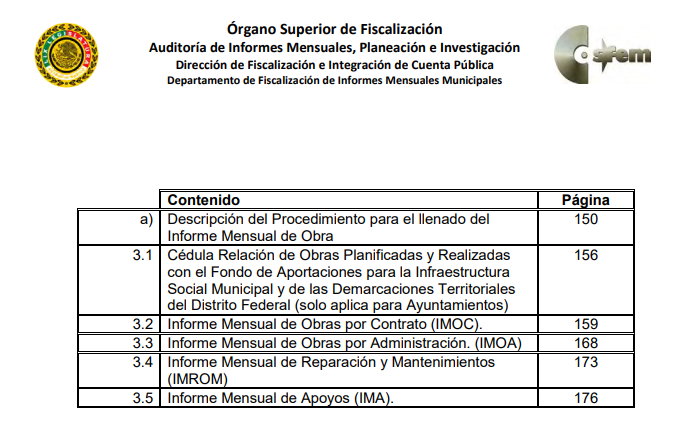 Órgano Superior de Fiscalización
Auditoría de Informes Mensuales, Planeación e Investigación
Dirección de Fiscalización e Integración de Cuenta Pública
Departamento de Fiscalización de Informes Mensuales Municipales
osfem
Contenido Página
a) Descripción del Procedimiento para el llenado del 150
Informe Mensual de Obra
3.1 Cédula Relación de Obras Planificadas y Realizadas 156
con el Fondo de Aportaciones para la Infraestructura
Social Municipal y de las Demarcaciones Territoriales
del Distrito Federal (solo aplica para Ayuntamientos)
3.2 Informe Mensual de Obras por Contrato (IMOC). 159
3.3 Informe Mensual de Obras por Administración. (IMOA) 168
3.4 Informe Mensual de Reparación y Mantenimientos 173
(IMROM)
3.5 Informe Mensual de Apoyos (IMA). 176